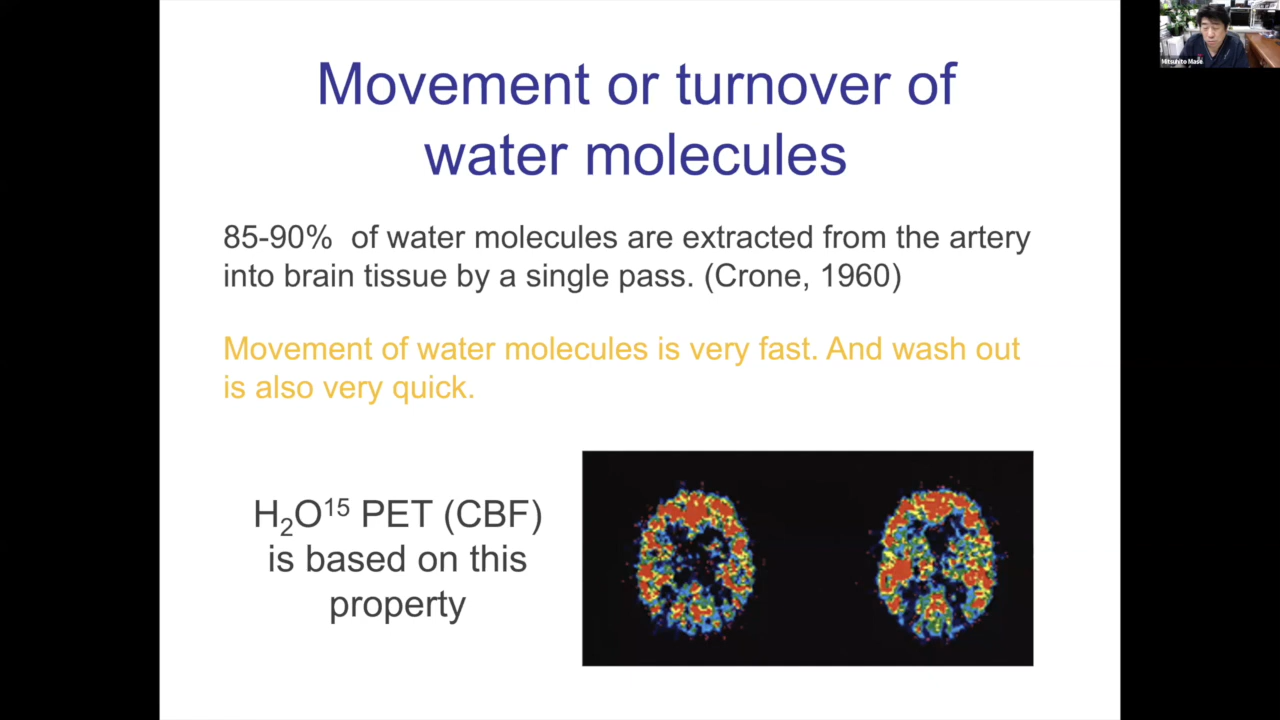 Movement or turnover of
water molecules
85-90% of water molecules are extracted from the artery
into brain tissue by a single pass. (Crone, 1960)
Movement of water molecules is very fast. And wash out
is also very quick.
H₂O¹⁵ PET (CBF)
is based on this
property
Mitsuhito Mase